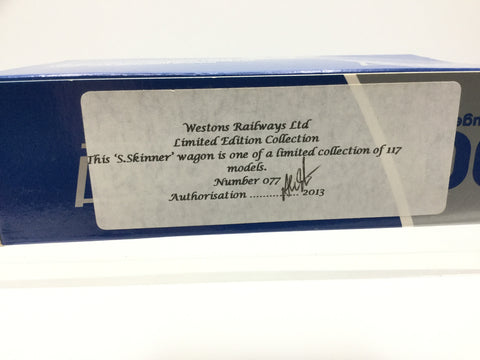 Westons Railways Ltd
Limited Edition Collection
This 'S.Skinner' wagon is one of a limited collection of 117
models.
Number 077
Authorisation ............... 2013